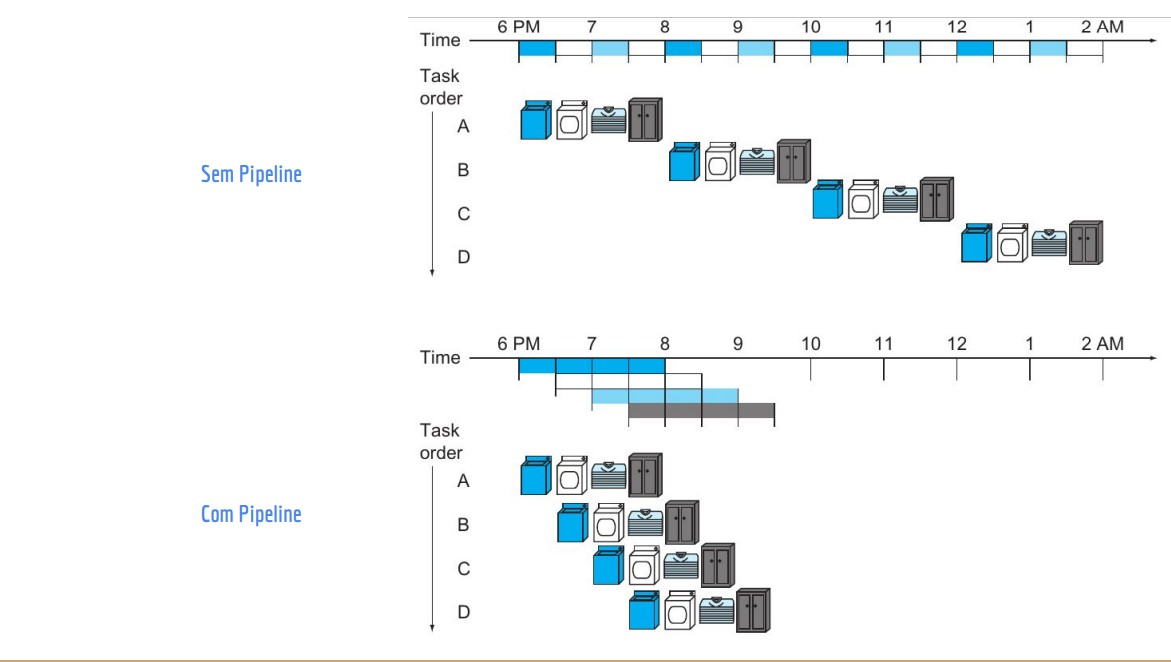 6 PM 7 8 9 10 11 12 1 2 AM
Time
Task
order
A
B
C
D
Sem Pipeline
6 PM 7 8 9 10 11 12 1 2 AM
Time
Task
order
A
B
C
D
Com Pipeline